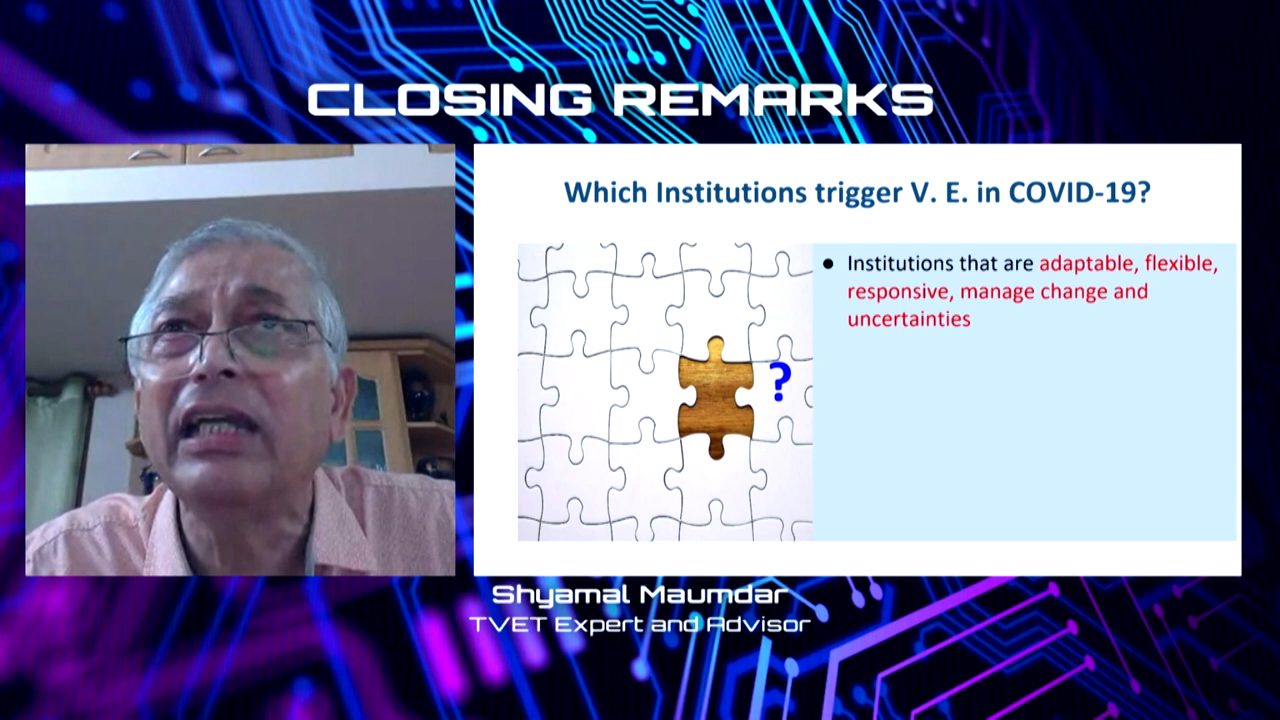 CLOSING REMARKS
Which Institutions trigger V. E. in COVID-19?
● Institutions that are adaptable, flexible,
responsive, manage change and
uncertainties
?
Shyamal Maumdar
TVET Expert and Advisor